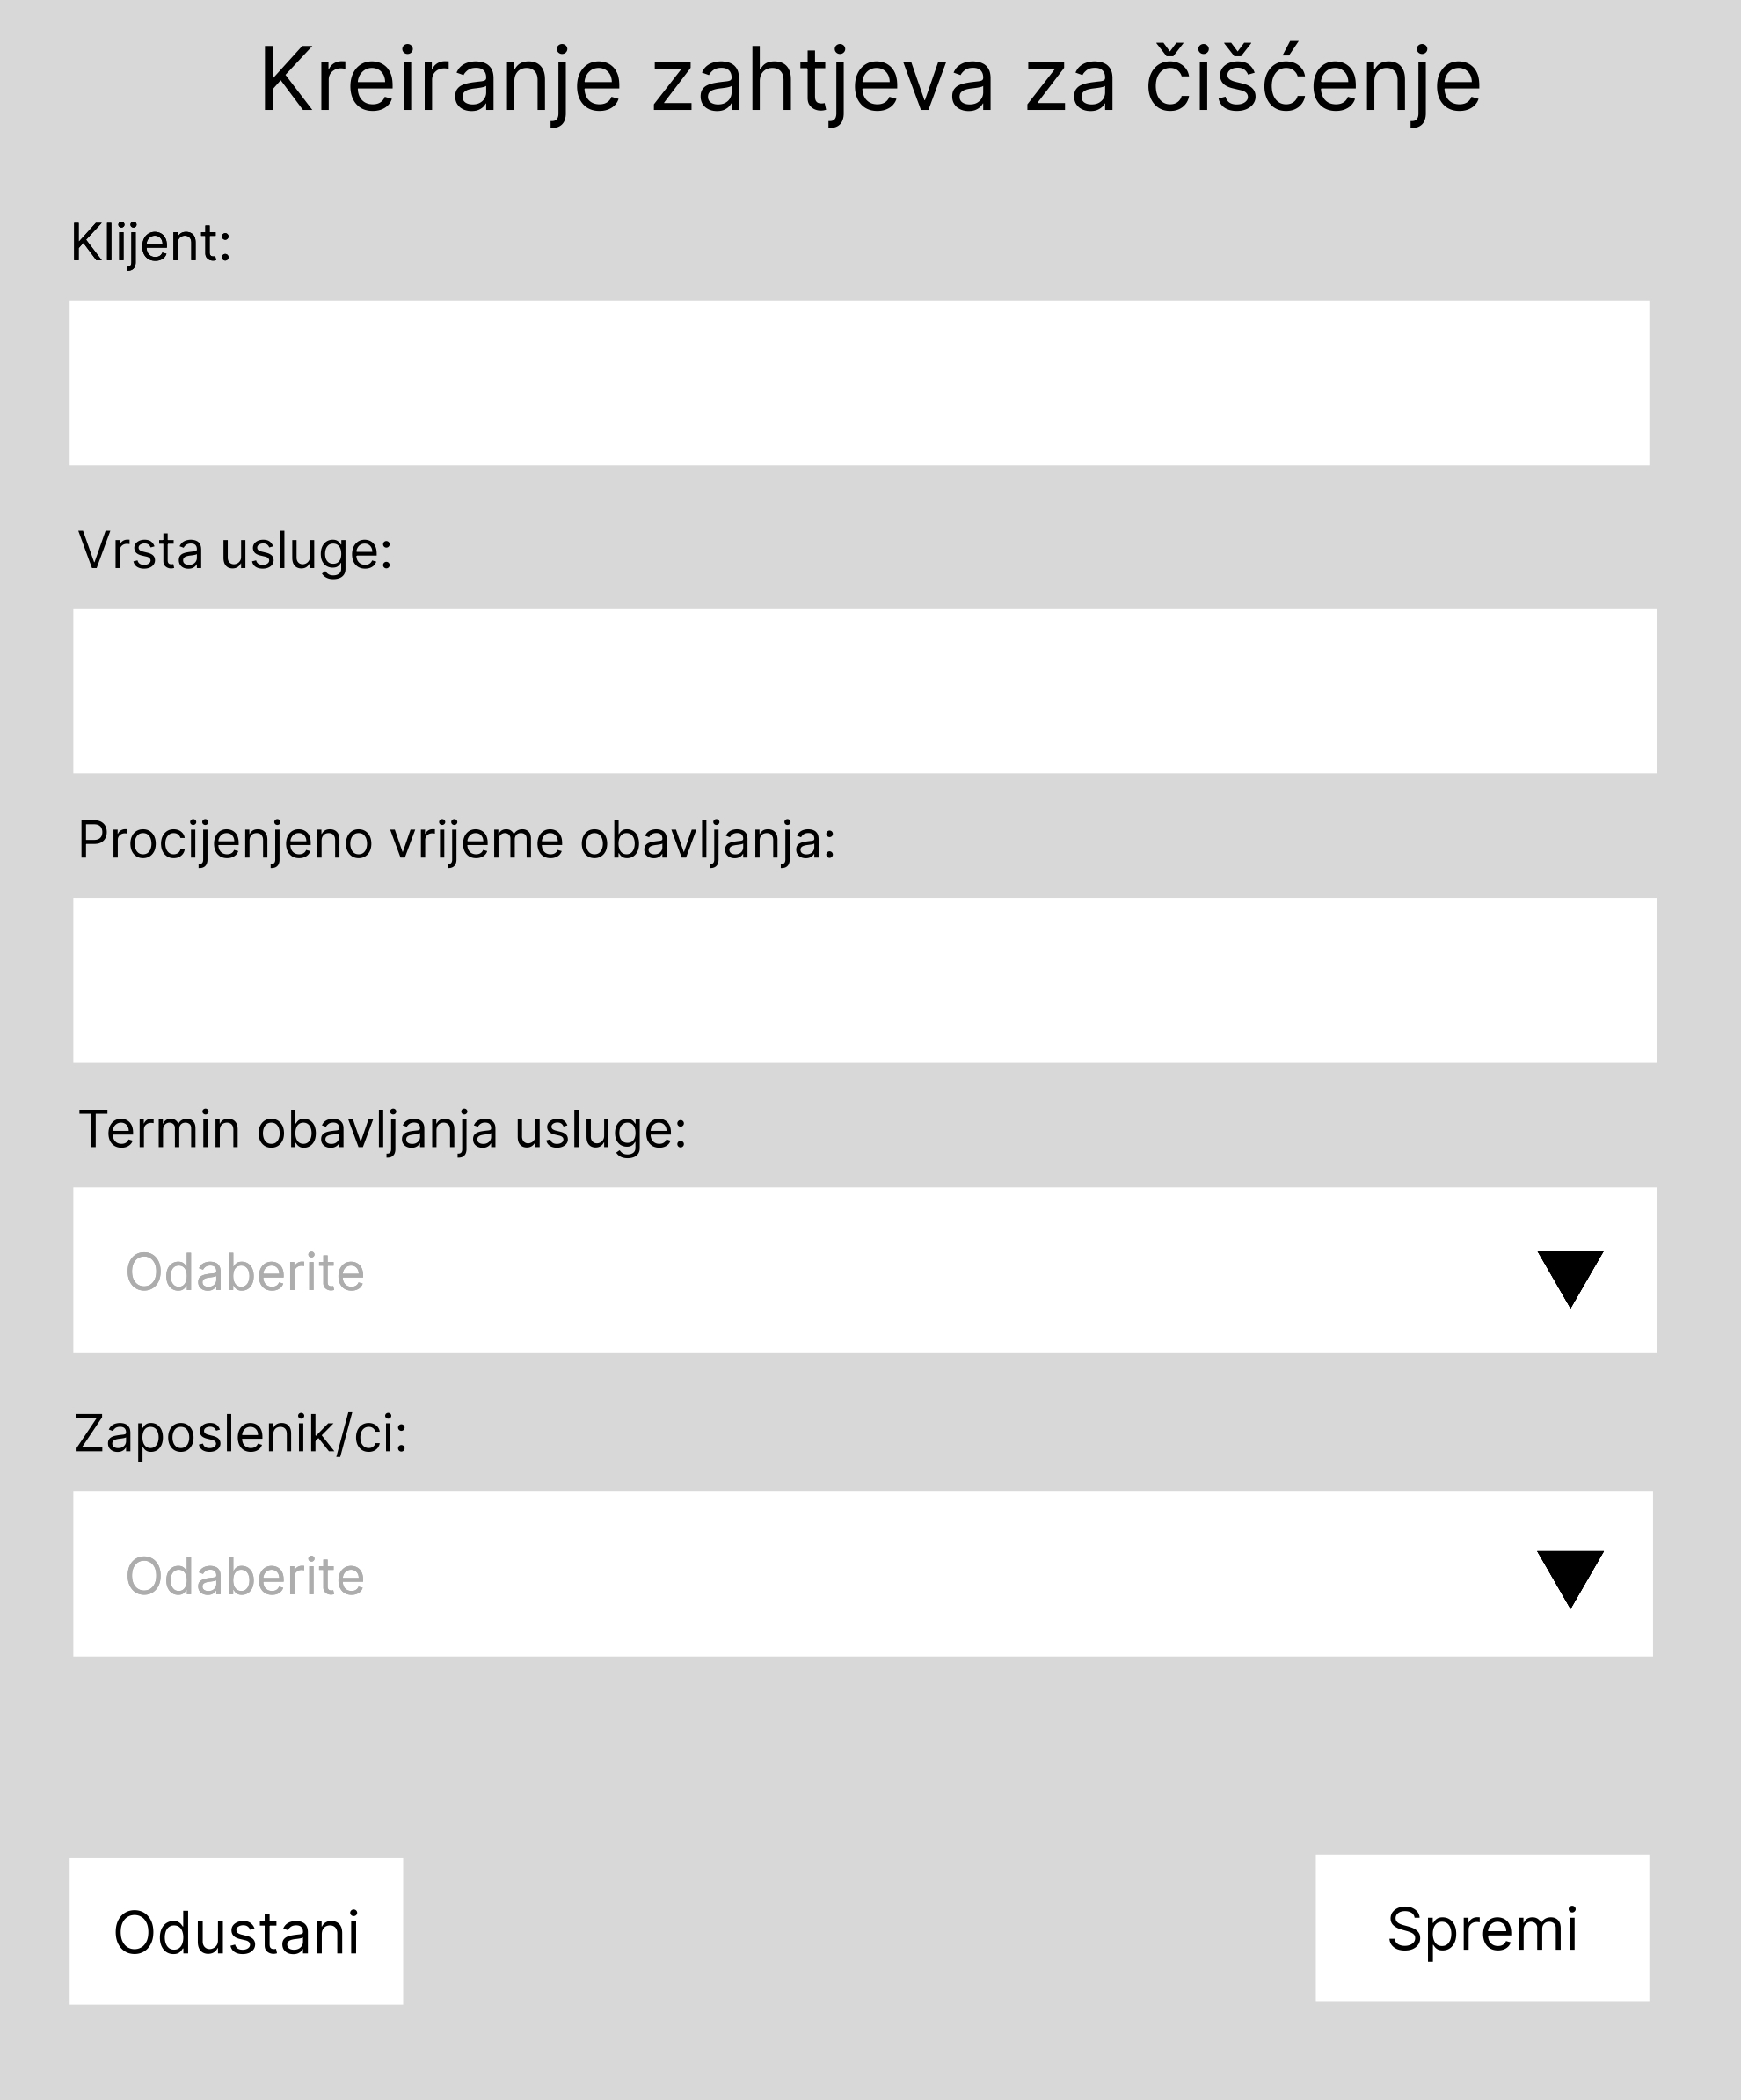 Kreiranje zahtjeva za čišćenje
Klijent:
Vrsta usluge:
Procijenjeno vrijeme obavljanja:
Termin obavljanja usluge:
Odaberite
Zaposlenik/ci:
Odaberite
Odustani
Spremi